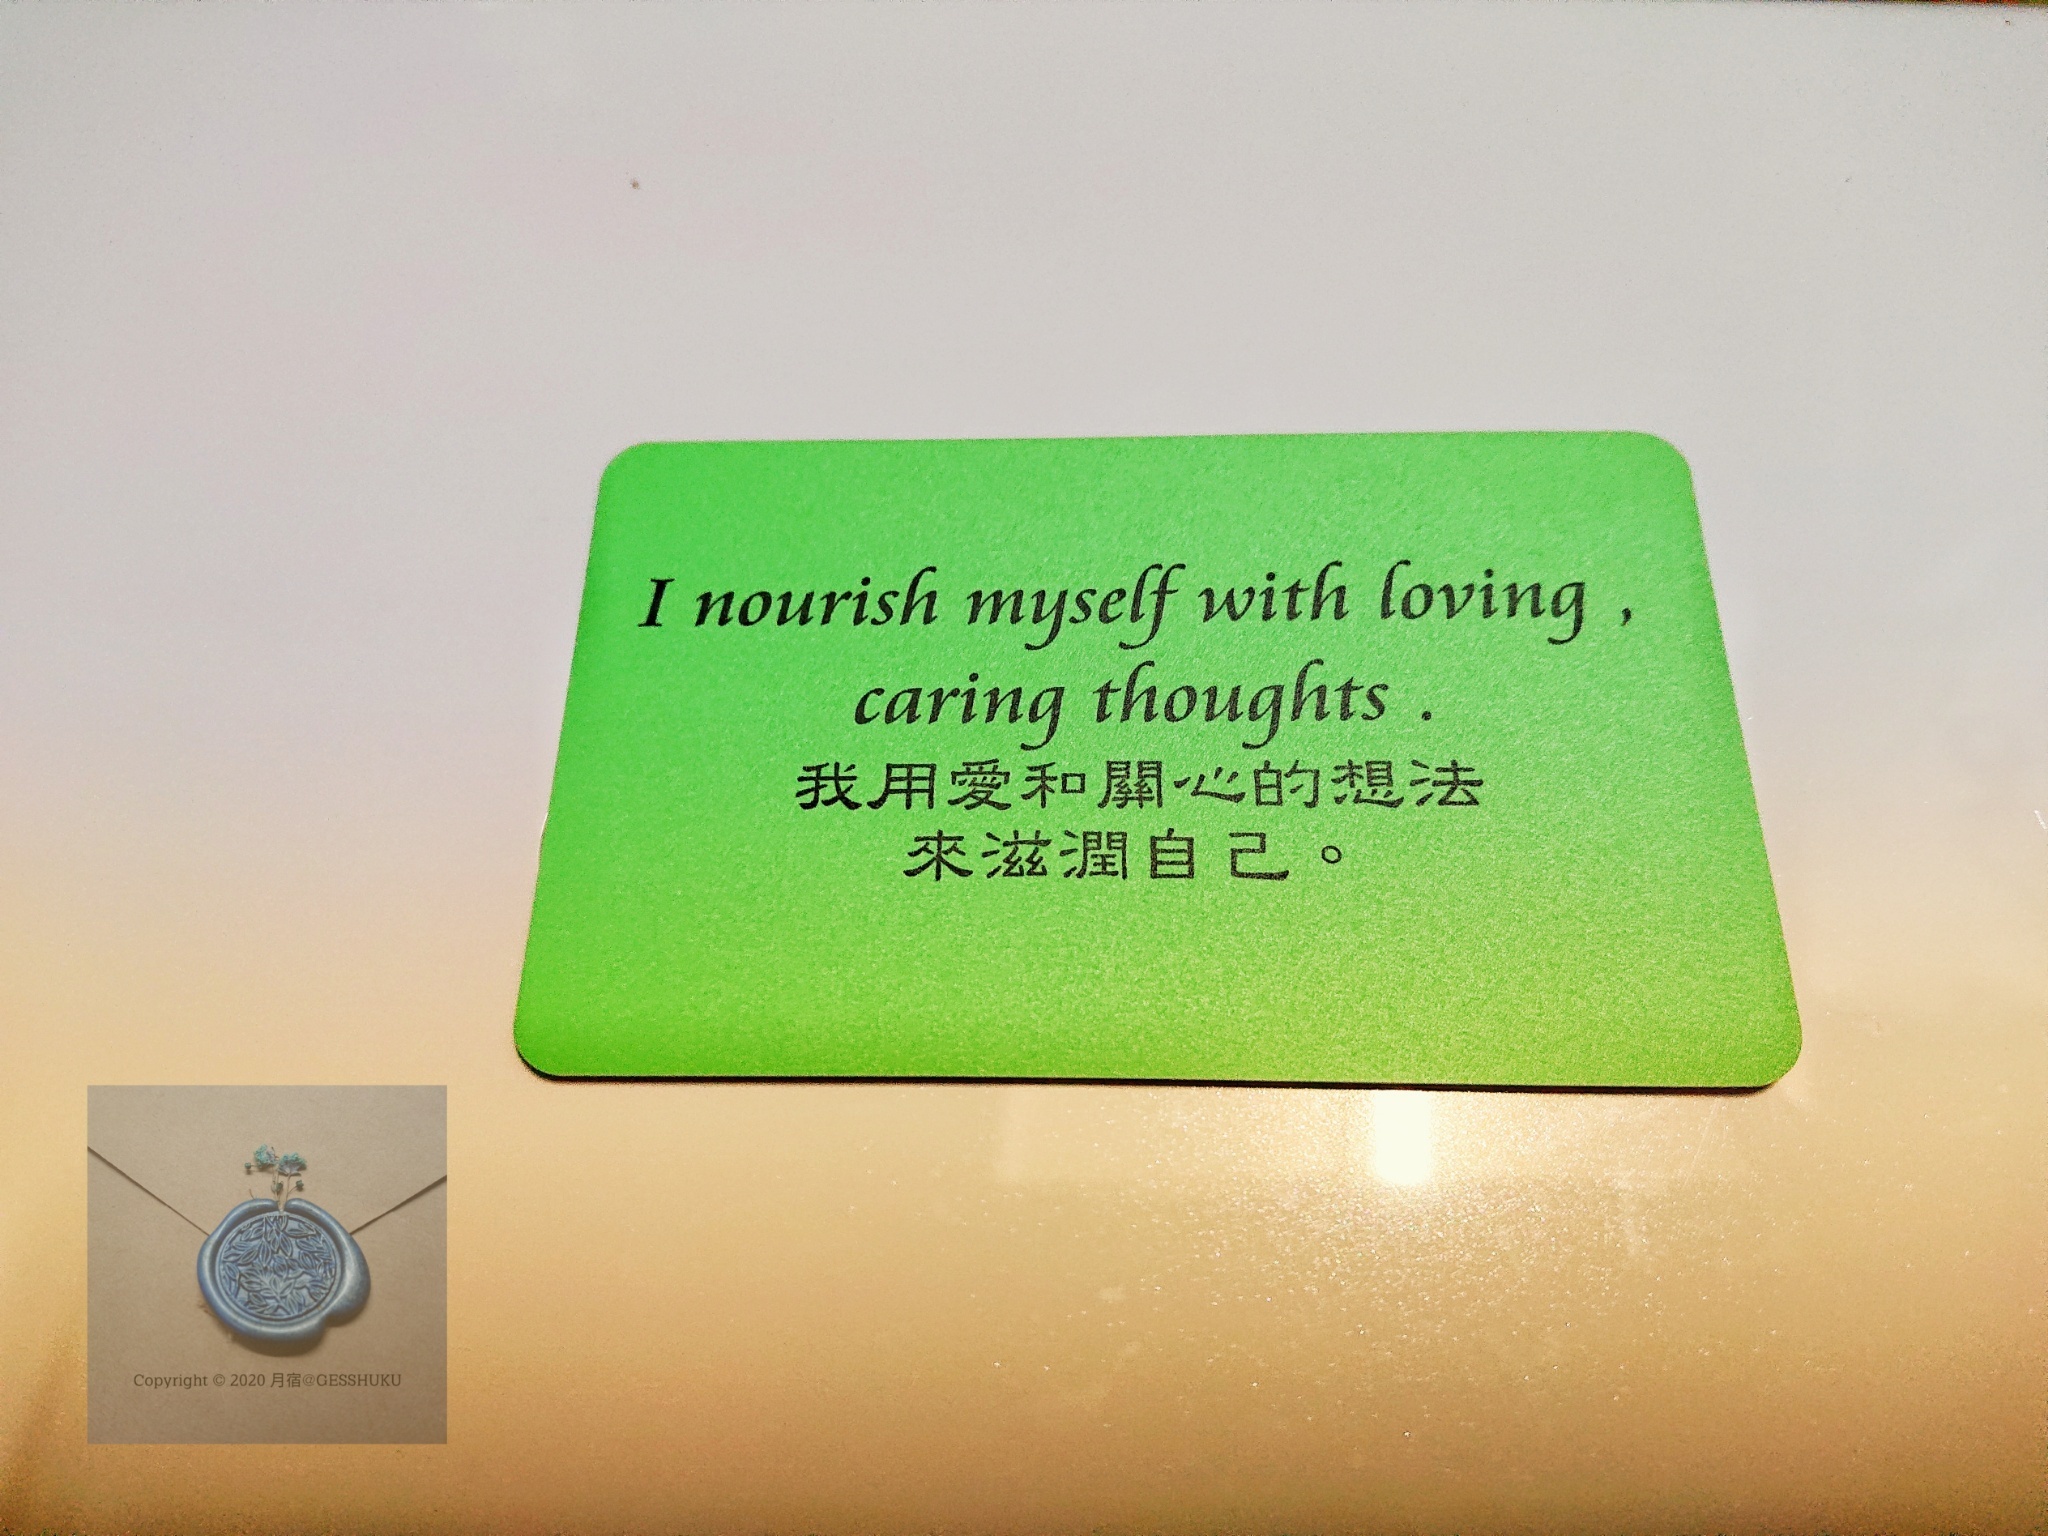 I nourish myself with loving ,
caring thoughts .
我用愛和關心的想法
來滋潤自己。
Copyright © 2020 月宿@GESSHUKU